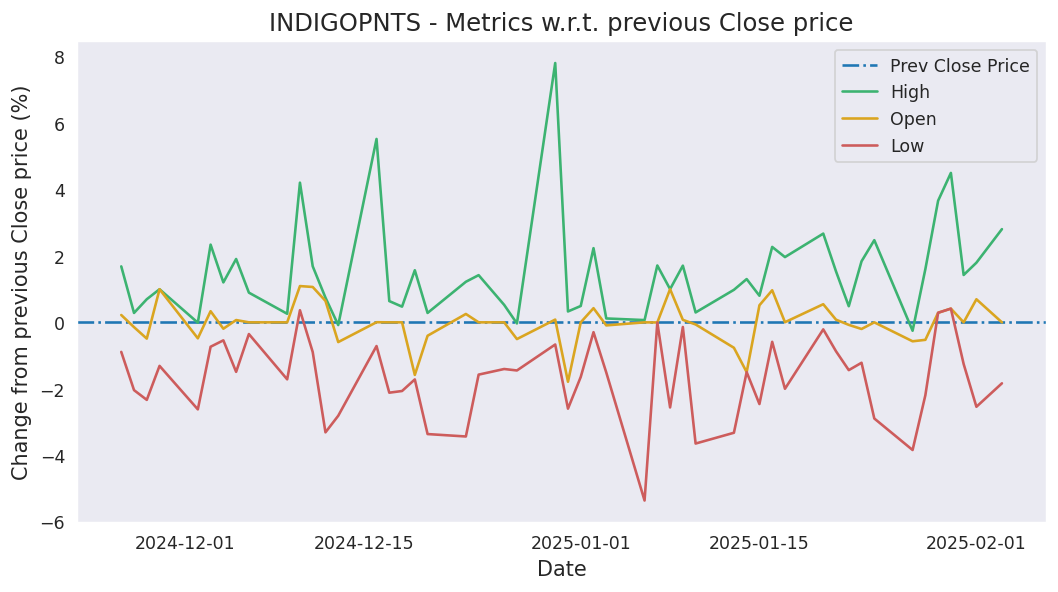 INDIGOPNTS - Metrics w.r.t. previous Close price
Change from previous Close price (%)
8
6
4
2
0
−2
−4
−6
Prev Close Price
High
Open
Low
2024-12-01
2024-12-15
2025-01-01
2025-01-15
2025-02-01
Date